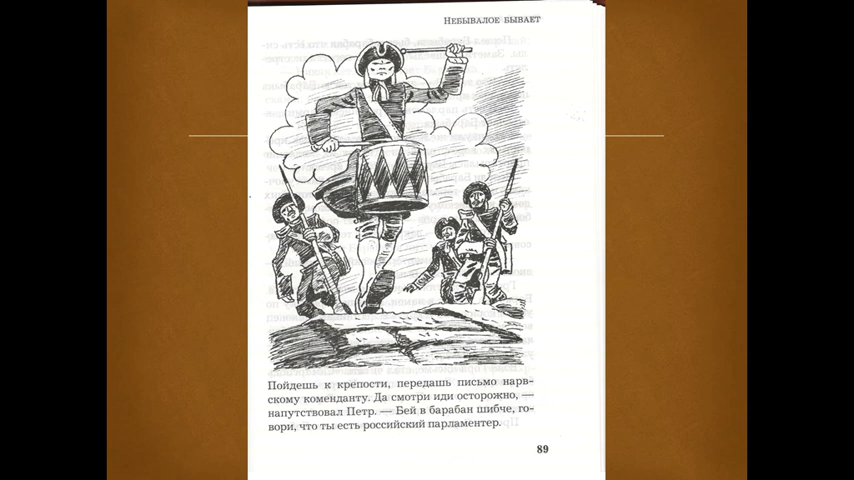 Небывалое бывает
Пойдешь к крепости, передашь письмо нарв-
скому коменданту. Да смотри иди осторожно, —
напутствовал Петр. — Бей в барабан шибче, го-
вори, что ты есть российский парламентер.
89